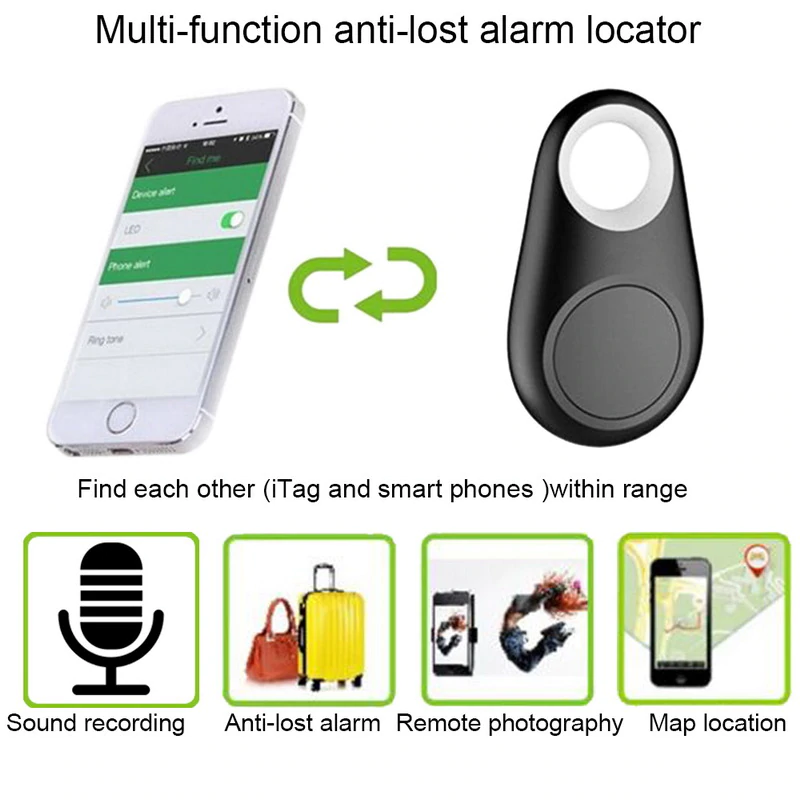 Multi-function anti-lost alarm locator
Find me
Device alert
LED
Phone alert
Ring tone
Find each other (iTag and smart phones )within range
Sound recording
Anti-lost alarm
Remote photography
Map location